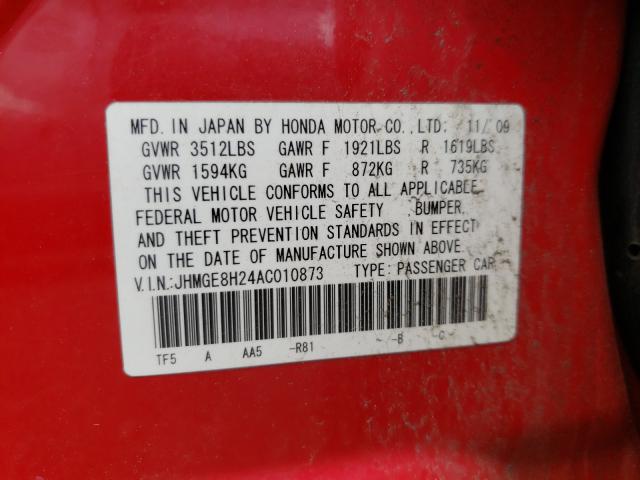 MFD. IN JAPAN BY HONDA MOTOR CO., LTD. 11/09
GVWR 3512LBS GAWR F 1921LBS R 1619LBS
GVWR 1594KG GAWR F 872KG R 735KG
THIS VEHICLE CONFORMS TO ALL APPLICABLE
FEDERAL MOTOR VEHICLE SAFETY, BUMPER,
AND THEFT PREVENTION STANDARDS IN EFFECT
ON THE DATE OF MANUFACTURE SHOWN ABOVE.
V.I.N.:JHMGE8H24AC010873 TYPE: PASSENGER CAR
TF5 A AA5 -R81 - -B -C-